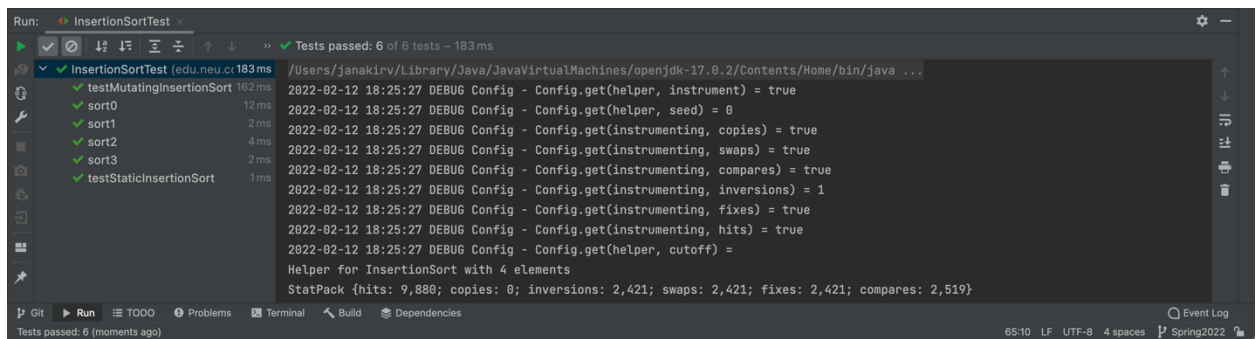 Run: InsertionSortTest ×
» Tests passed: 6 of 6 tests – 183 ms
InsertionSortTest (edu.neu.cc 183 ms
testMutatingInsertionSort 162 ms
sort0 12 ms
sort1 2 ms
sort2 4 ms
sort3 2 ms
testStaticInsertionSort 1 ms
/Users/janakirv/Library/Java/JavaVirtualMachines/openjdk-17.0.2/Contents/Home/bin/java ...
2022-02-12 18:25:27 DEBUG Config - Config.get(helper, instrument) = true
2022-02-12 18:25:27 DEBUG Config - Config.get(helper, seed) = 0
2022-02-12 18:25:27 DEBUG Config - Config.get(instrumenting, copies) = true
2022-02-12 18:25:27 DEBUG Config - Config.get(instrumenting, swaps) = true
2022-02-12 18:25:27 DEBUG Config - Config.get(instrumenting, compares) = true
2022-02-12 18:25:27 DEBUG Config - Config.get(instrumenting, inversions) = 1
2022-02-12 18:25:27 DEBUG Config - Config.get(instrumenting, fixes) = true
2022-02-12 18:25:27 DEBUG Config - Config.get(instrumenting, hits) = true
2022-02-12 18:25:27 DEBUG Config - Config.get(helper, cutoff) =
Helper for InsertionSort with 4 elements
StatPack {hits: 9,880; copies: 0; inversions: 2,421; swaps: 2,421; fixes: 2,421; compares: 2,519}
Git Run TODO Problems Terminal Build Dependencies Event Log
Tests passed: 6 (moments ago) 65:10 LF UTF-8 4 spaces Spring2022